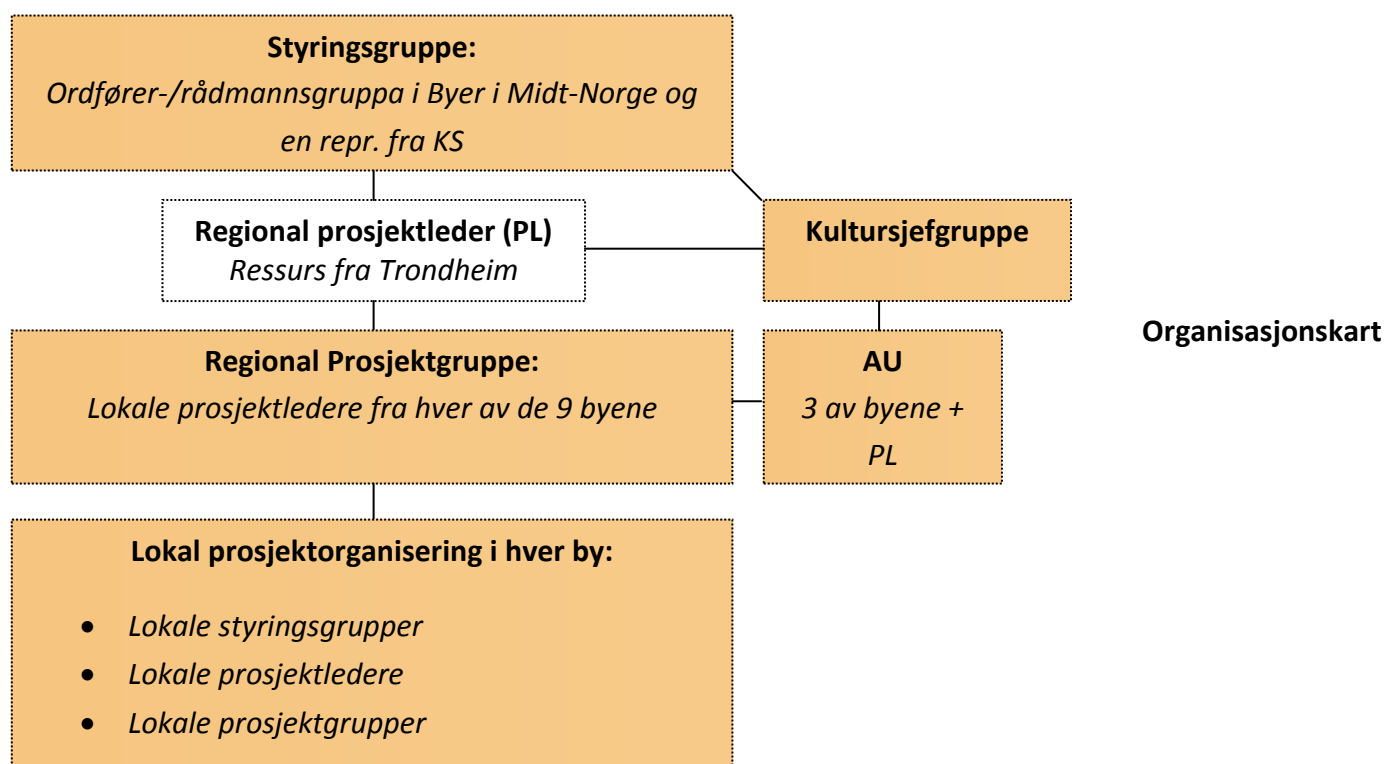 Styringsgruppe:
Ordfører-/rådmannsgruppa i Byer i Midt-Norge og
en repr. fra KS
Regional prosjektleder (PL)
Ressurs fra Trondheim
Kultursjefgruppe
Organisasjonskart
Regional Prosjektgruppe:
Lokale prosjektledere fra hver av de 9 byene
AU
3 av byene +
PL
Lokal prosjektorganisering i hver by:
• Lokale styringsgrupper
• Lokale prosjektledere
• Lokale prosjektgrupper